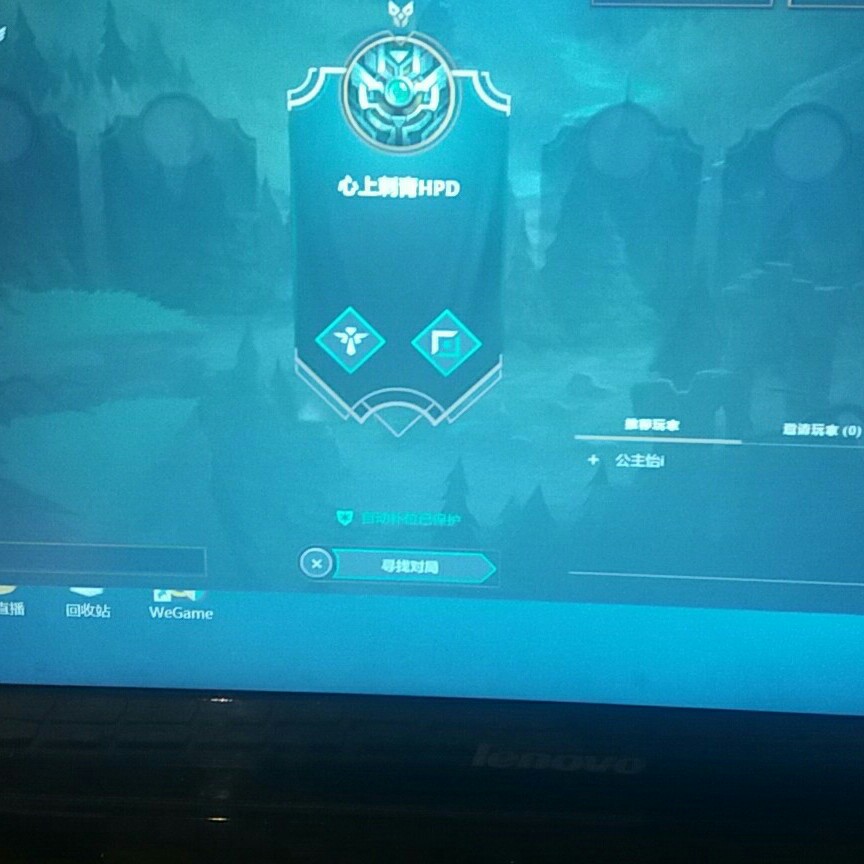 心上刺青HPD
推荐玩家
邀请玩家 (0)
+ 公主怡i
自动补位已保护
寻找对局
直播
回收站
WeGame
lenovo